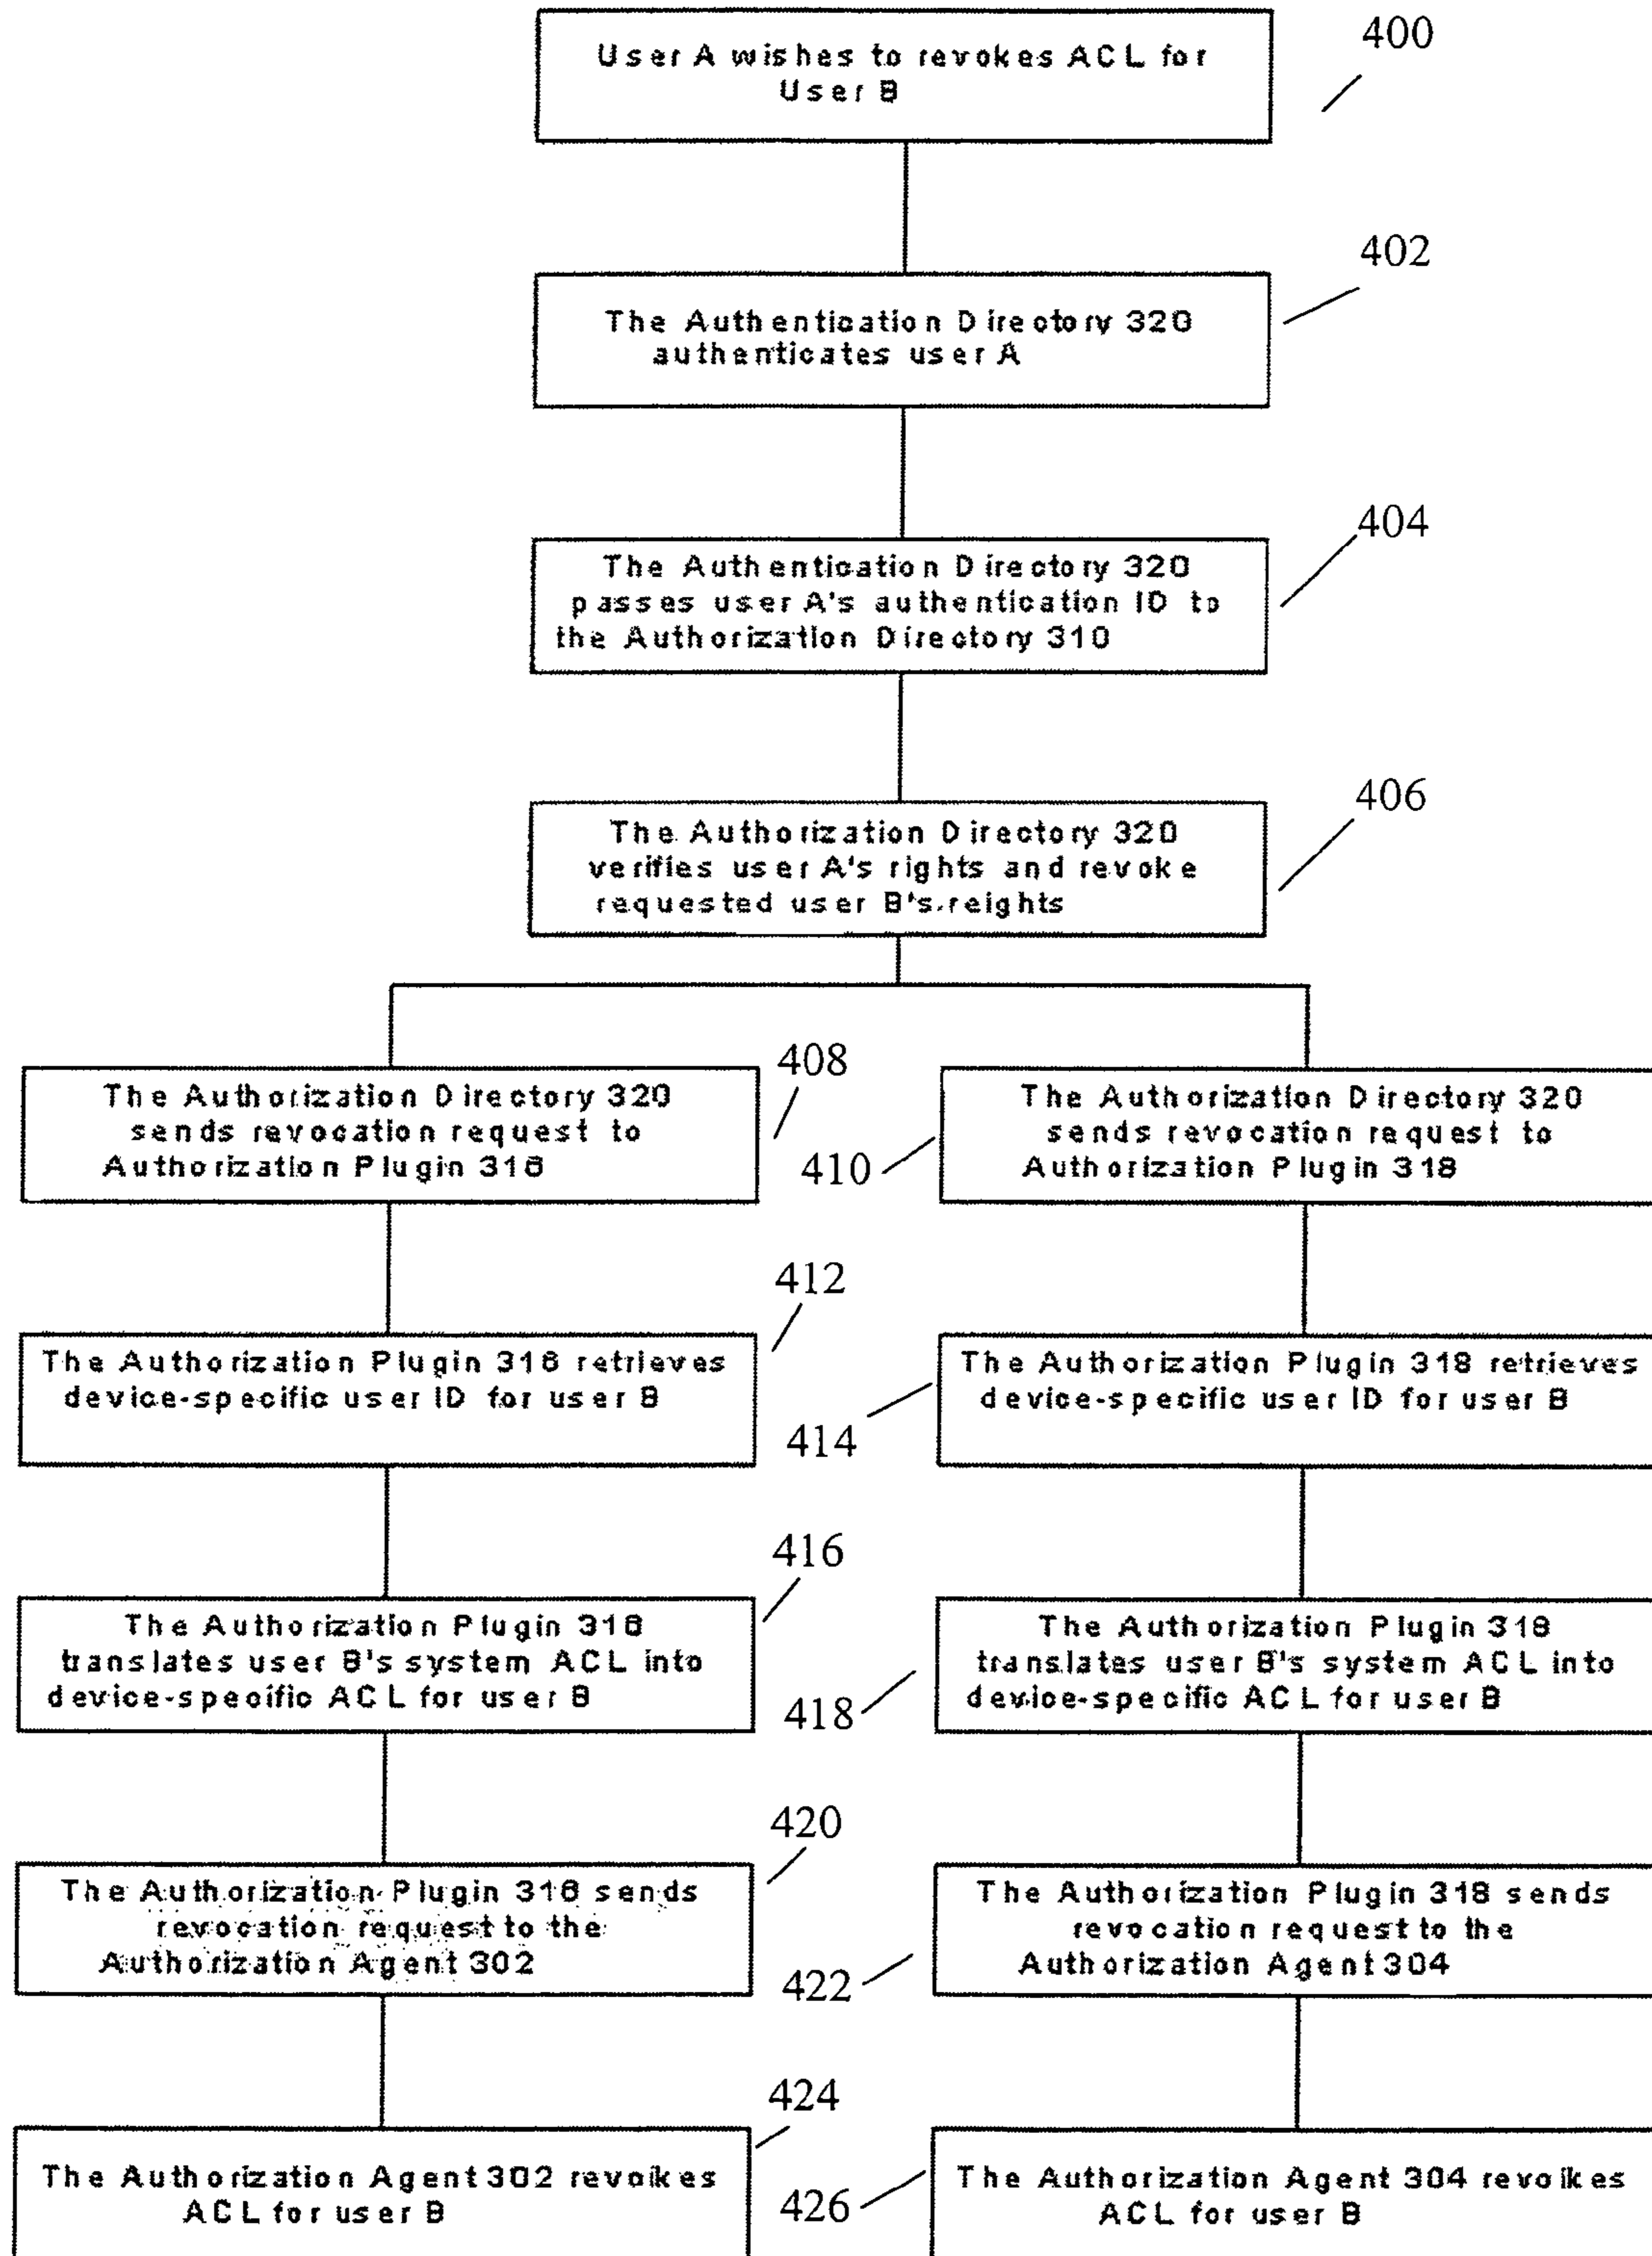 User A wishes to revokes ACL for
User B
400
The Authentication Directory 320
authenticates user A
402
The Authentication Directory 320
passes user A's authentication ID to
the Authorization Directory 310
404
The Authorization Directory 320
verifies user A's rights and revoke
requested user B's reights
406
The Authorization Directory 320
sends revocation request to
Authorization Plugin 316
408
The Authorization Directory 320
sends revocation request to
Authorization Plugin 318
410
The Authorization Plugin 316 retrieves
device-specific user ID for user B
412
The Authorization Plugin 318 retrieves
device-specific user ID for user B
414
The Authorization Plugin 316
translates user B's system ACL into
device-specific ACL for user B
416
The Authorization Plugin 318
translates user B's system ACL into
device-specific ACL for user B
418
The Authorization Plugin 316 sends
revocation request to the
Authorization Agent 302
420
The Authorization Plugin 318 sends
revocation request to the
Authorization Agent 304
422
The Authorization Agent 302 revoikes
ACL for user B
424
The Authorization Agent 304 revoikes
ACL for user B
426